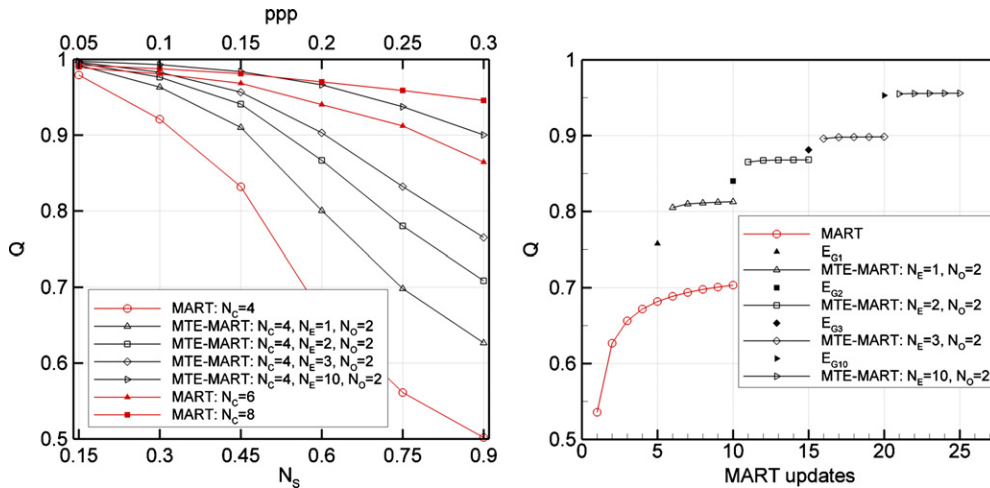 ppp
0.05 0.1 0.15 0.2 0.25 0.3
1
0.9
0.8
0.7
0.6
0.5
Q
MART: N_C=4
MTE-MART: N_C=4, N_E=1, N_O=2
MTE-MART: N_C=4, N_E=2, N_O=2
MTE-MART: N_C=4, N_E=3, N_O=2
MTE-MART: N_C=4, N_E=10, N_O=2
MART: N_C=6
MART: N_C=8
0.15 0.3 0.45 0.6 0.75 0.9
N_S
1
0.9
0.8
0.7
0.6
0.5
Q
MART
E_G1
MTE-MART: N_E=1, N_O=2
E_G2
MTE-MART: N_E=2, N_O=2
E_G3
MTE-MART: N_E=3, N_O=2
E_G10
MTE-MART: N_E=10, N_O=2
0 5 10 15 20 25
MART updates